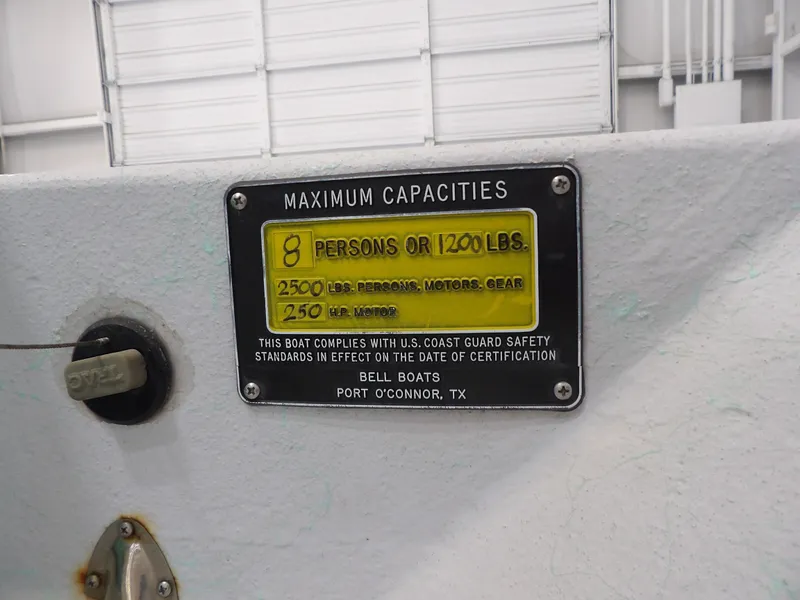 MAXIMUM CAPACITIES
8 PERSONS OR 1200 LBS.
2500 LBS. PERSONS, MOTORS, GEAR
250 H.P. MOTOR
THIS BOAT COMPLIES WITH U.S. COAST GUARD SAFETY
STANDARDS IN EFFECT ON THE DATE OF CERTIFICATION
BELL BOATS
PORT O'CONNOR, TX
TRAC